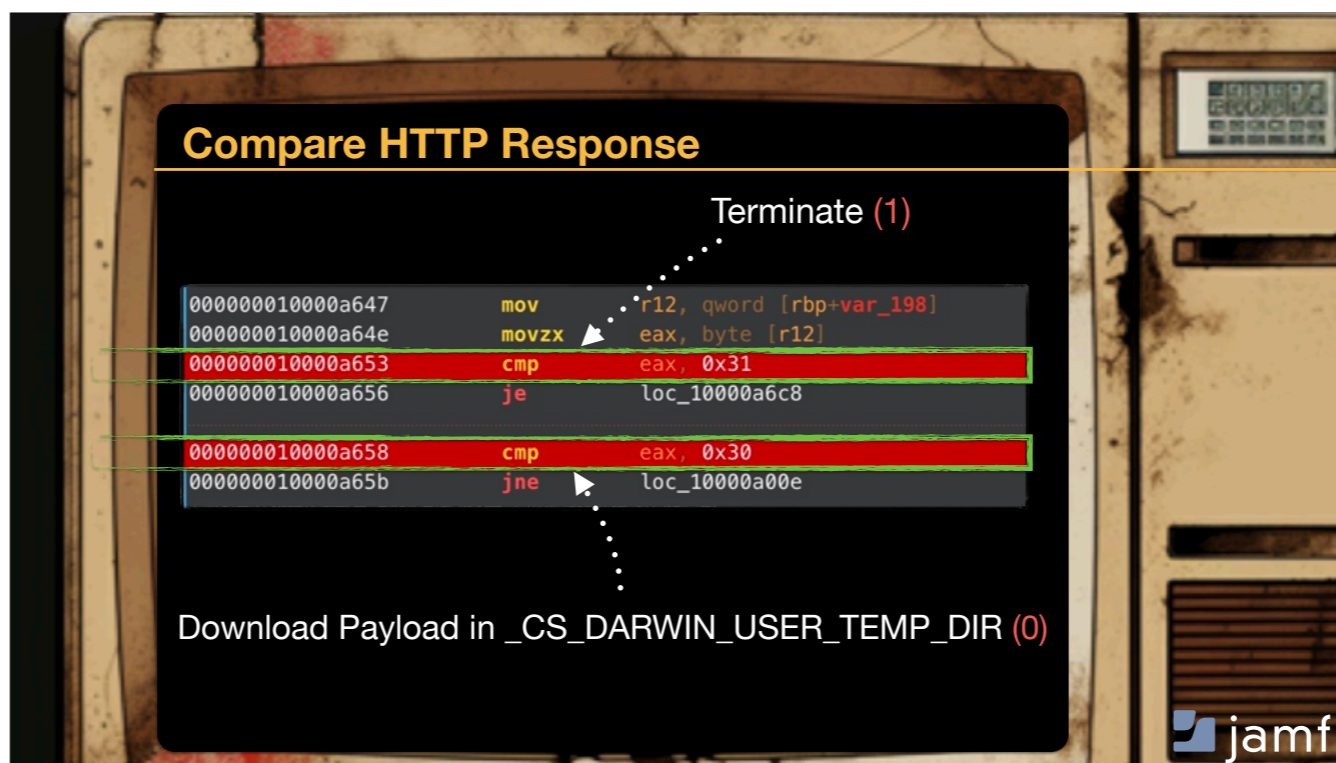 Compare HTTP Response
Terminate (1)
000000010000a647 mov r12, qword [rbp+var_198]
000000010000a64e movzx eax, byte [r12]
000000010000a653 cmp eax, 0x31
000000010000a656 je loc_10000a6c8
000000010000a658 cmp eax, 0x30
000000010000a65b jne loc_10000a00e
Download Payload in _CS_DARWIN_USER_TEMP_DIR (0)
jamf